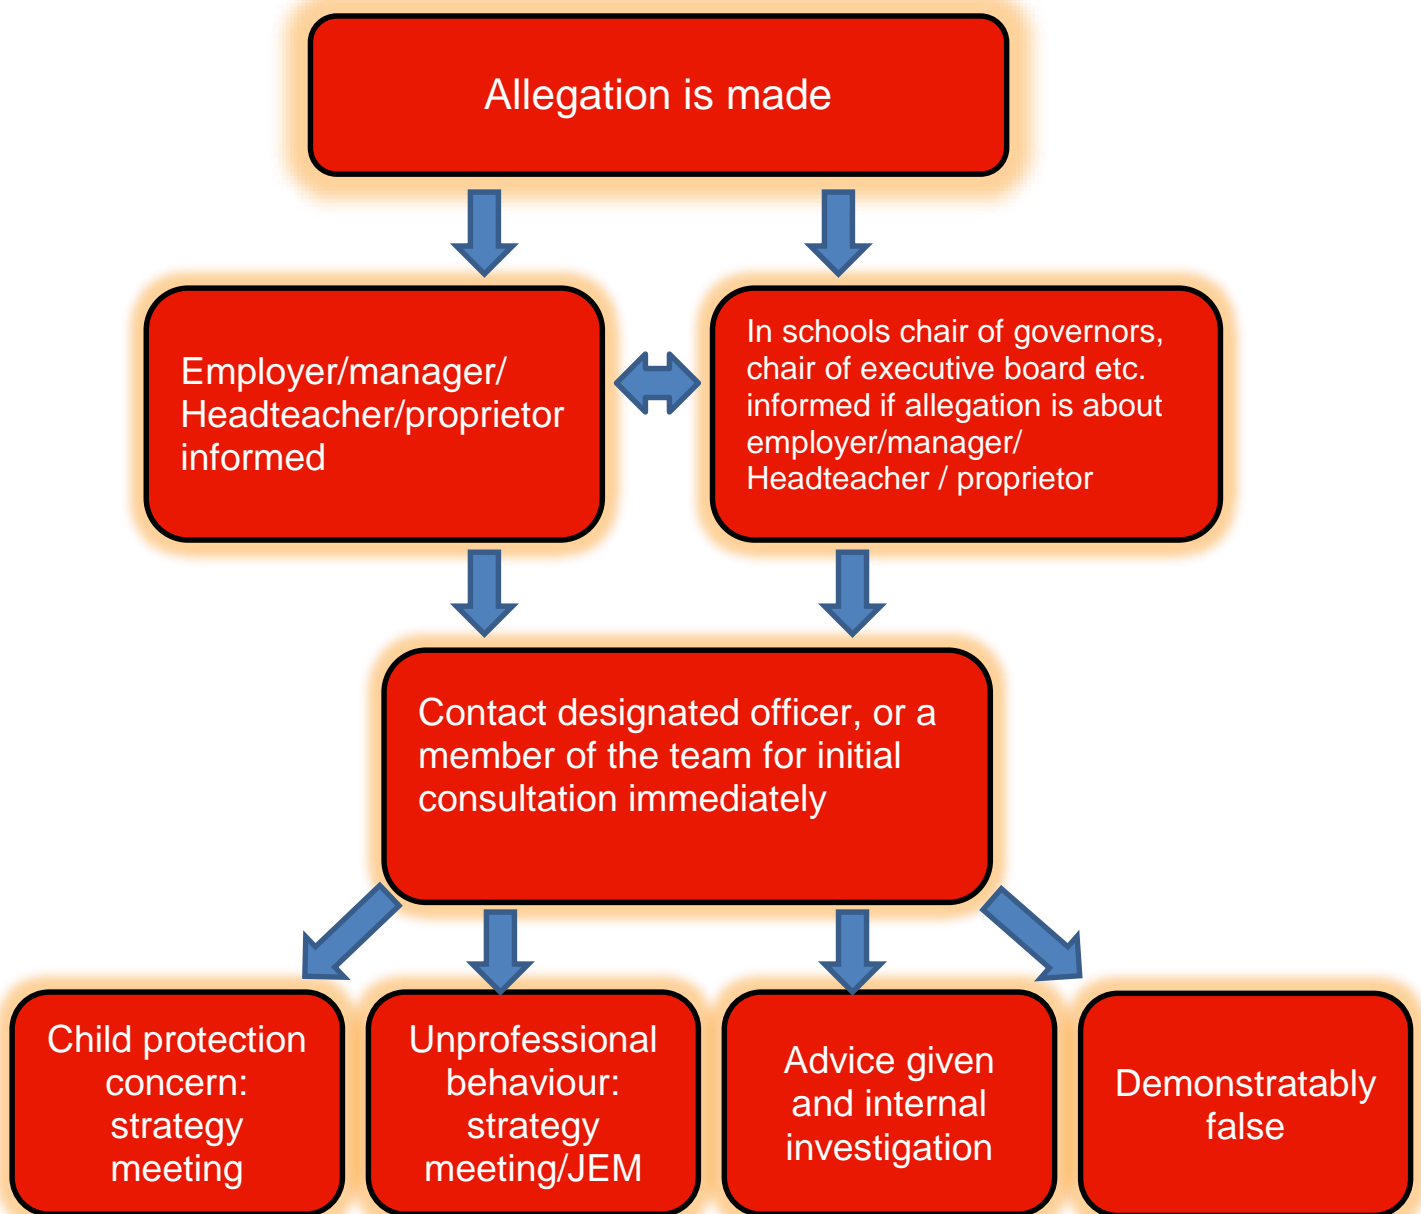 Allegation is made
Employer/manager/
Headteacher/proprietor
informed
In schools chair of governors,
chair of executive board etc.
informed if allegation is about
employer/manager/
Headteacher / proprietor
Contact designated officer, or a
member of the team for initial
consultation immediately
Child protection
concern:
strategy
meeting
Unprofessional
behaviour:
strategy
meeting/JEM
Advice given
and internal
investigation
Demonstratably
false